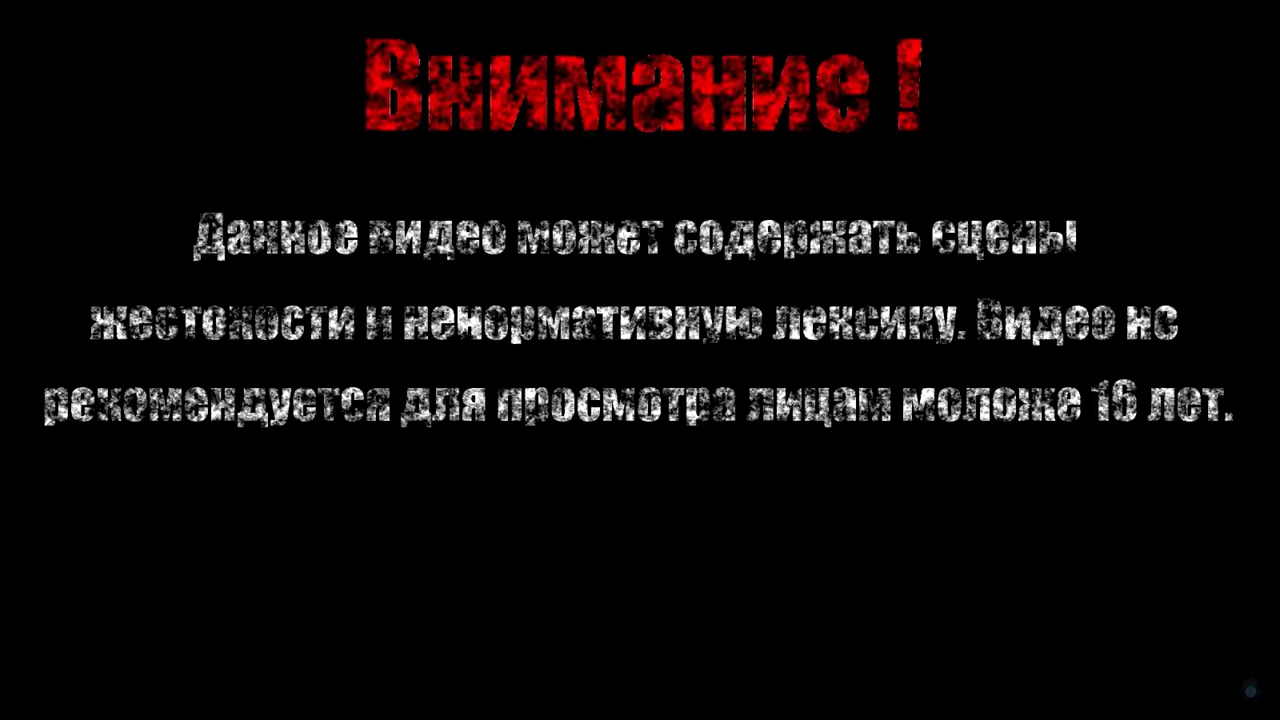 Внимание !
Данное видео может содержать сцены
жестокости и ненормативную лексику. Видео не
рекомендуется для просмотра лицам моложе 16 лет.